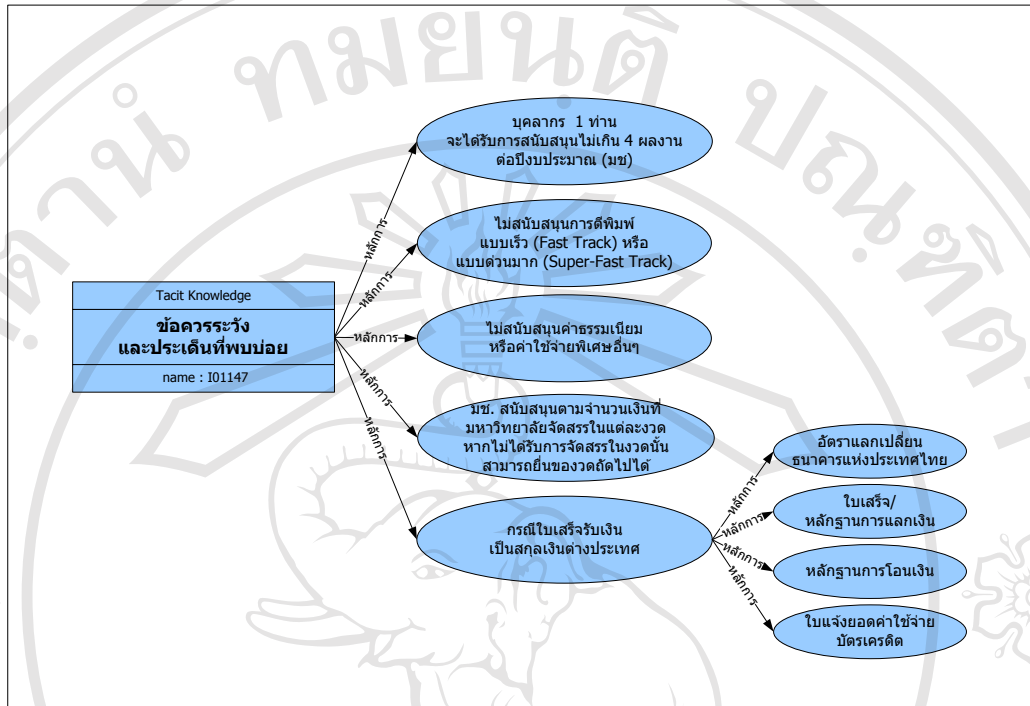 บุคลากร 1 ท่าน
จะได้รับการสนับสนุนไม่เกิน 4 ผลงาน
ต่อปีงบประมาณ (มช)
ไม่สนับสนุนการตีพิมพ์
แบบเร็ว (Fast Track) หรือ
แบบด่วนมาก (Super-Fast Track)
Tacit Knowledge
ข้อควรระวัง
และประเด็นที่พบบ่อย
name : I01147
หลักการ
หลักการ
หลักการ
หลักการ
หลักการ
ไม่สนับสนุนค่าธรรมเนียม
หรือค่าใช้จ่ายพิเศษอื่นๆ
มช. สนับสนุนตามจำนวนเงินที่
มหาวิทยาลัยจัดสรรในแต่ละงวด
หากไม่ได้รับการจัดสรรในงวดนั้น
สามารถยื่นของวดถัดไปได้
กรณีใบเสร็จรับเงิน
เป็นสกุลเงินต่างประเทศ
หลักการ
หลักการ
หลักการ
หลักการ
อัตราแลกเปลี่ยน
ธนาคารแห่งประเทศไทย
ใบเสร็จ/
หลักฐานการแลกเงิน
หลักฐานการโอนเงิน
ใบแจ้งยอดค่าใช้จ่าย
บัตรเครดิต